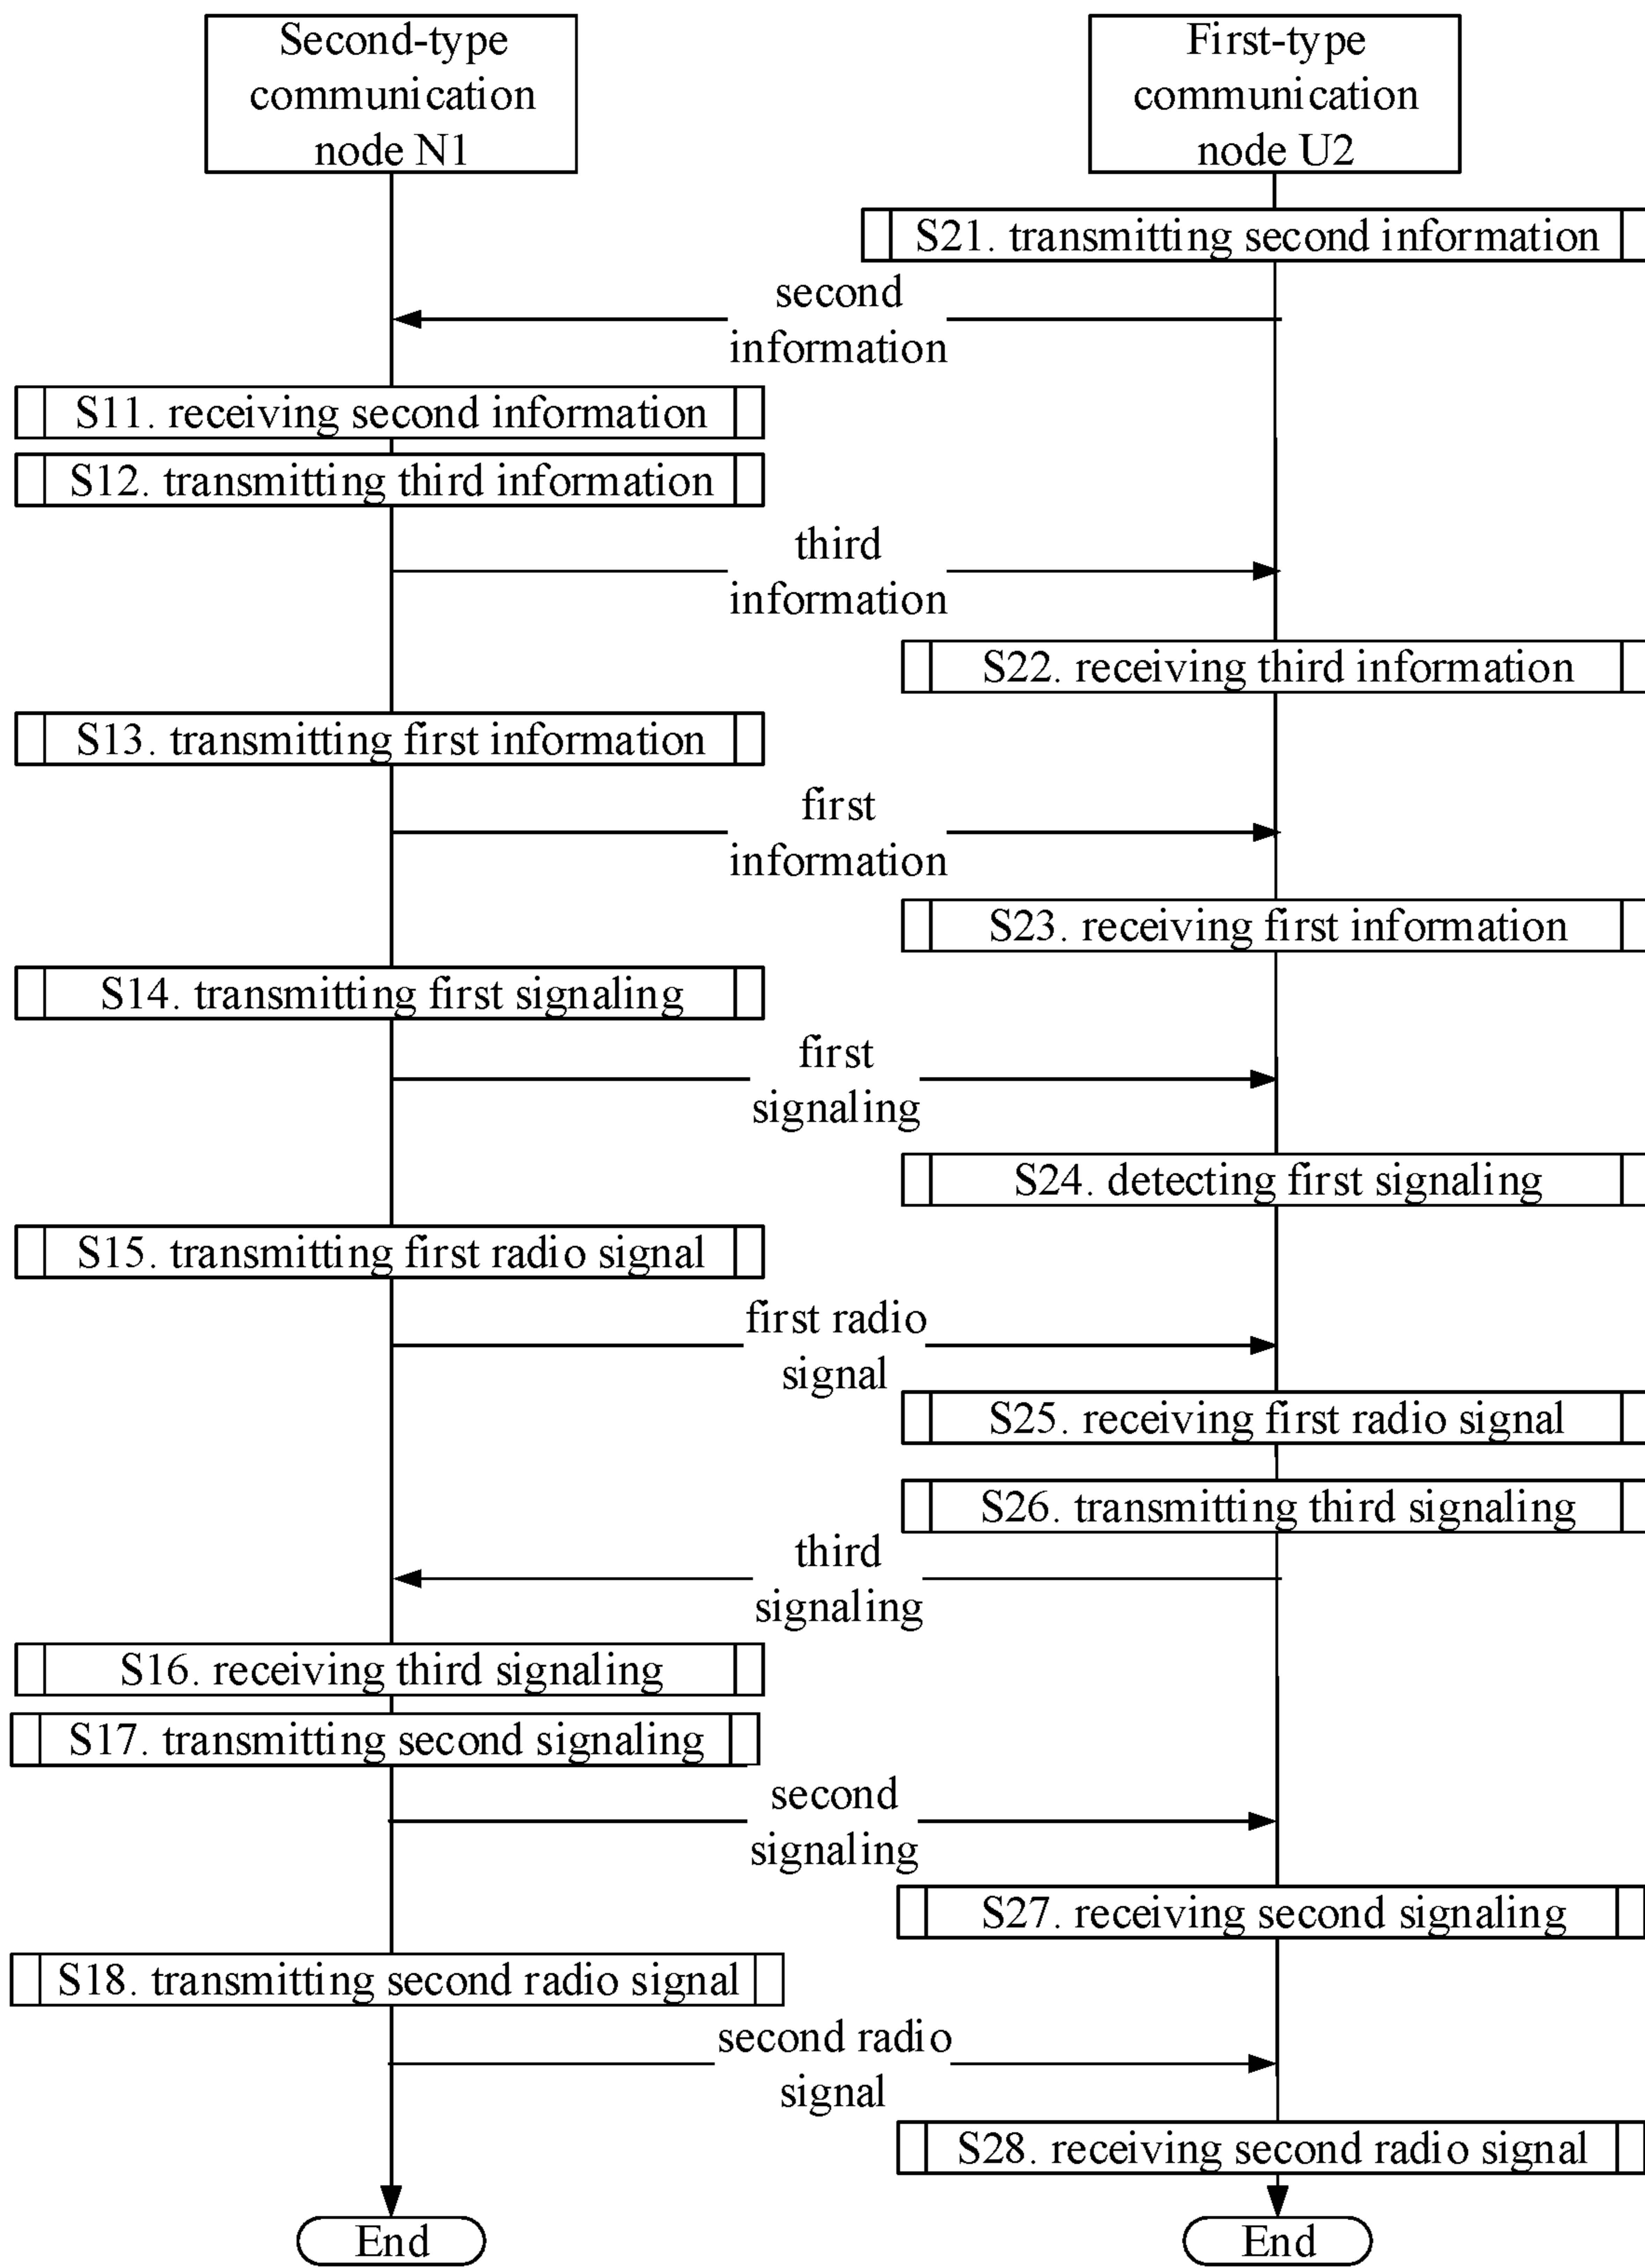 Second-type
communication
node N1
First-type
communication
node U2
S21. transmitting second information
second
information
S11. receiving second information
S12. transmitting third information
third
information
S22. receiving third information
S13. transmitting first information
first
information
S23. receiving first information
S14. transmitting first signaling
first
signaling
S24. detecting first signaling
S15. transmitting first radio signal
first radio
signal
S25. receiving first radio signal
S26. transmitting third signaling
third
signaling
S16. receiving third signaling
S17. transmitting second signaling
second
signaling
S27. receiving second signaling
S18. transmitting second radio signal
second radio
signal
S28. receiving second radio signal
End
End